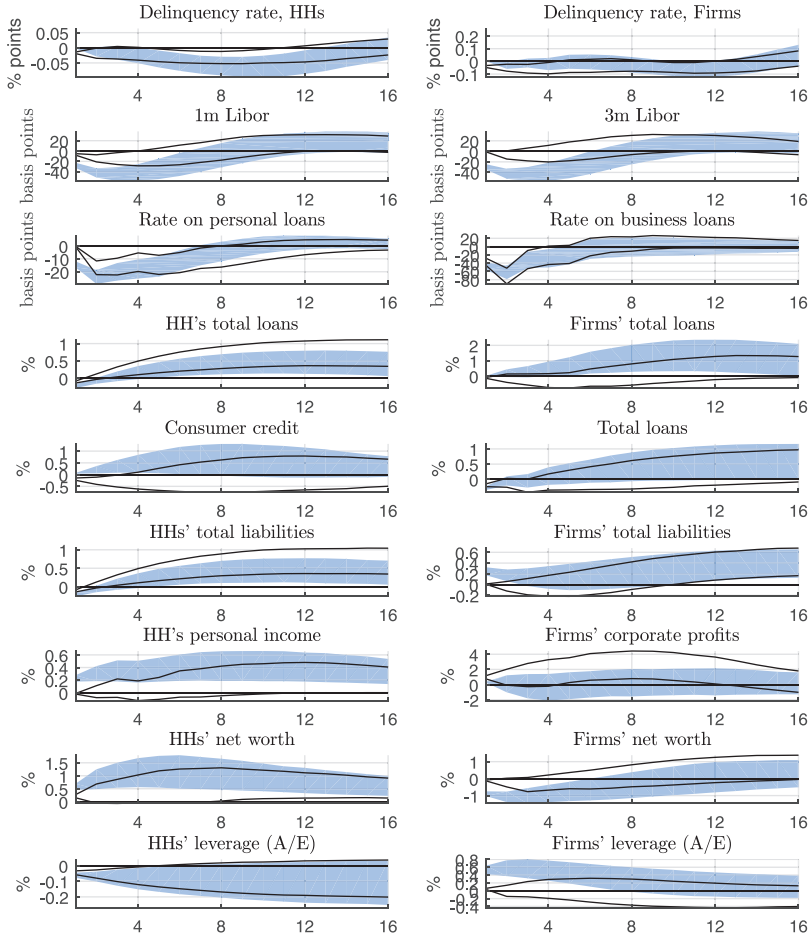 Delinquency rate, HHs
% points
0.05
0
-0.05
4 8 12 16
Delinquency rate, Firms
% points
0.2
0.1
0
-0.1
4 8 12 16
1m Libor
basis points
20
0
-20
-40
4 8 12 16
3m Libor
basis points
20
0
-20
-40
4 8 12 16
Rate on personal loans
basis points
0
-10
-20
4 8 12 16
Rate on business loans
basis points
20
0
-20
-40
-60
-80
4 8 12 16
HH's total loans
%
1
0.5
0
4 8 12 16
Firms' total loans
%
2
1
0
4 8 12 16
Consumer credit
%
1
0.5
0
-0.5
4 8 12 16
Total loans
%
1
0.5
0
4 8 12 16
HHs' total liabilities
%
1
0.5
0
4 8 12 16
Firms' total liabilities
%
0.6
0.4
0.2
0
-0.2
4 8 12 16
HH's personal income
%
0.6
0.4
0.2
0
4 8 12 16
Firms' corporate profits
%
4
2
0
-2
4 8 12 16
HHs' net worth
%
1.5
1
0.5
0
4 8 12 16
Firms' net worth
%
1
0
-1
4 8 12 16
HHs' leverage (A/E)
%
0
-0.1
-0.2
4 8 12 16
Firms' leverage (A/E)
%
0.8
0.6
0.4
0.2
0
-0.2
-0.4
4 8 12 16